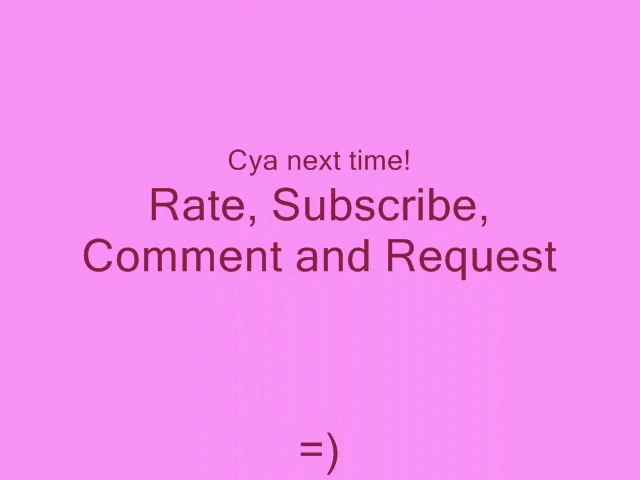 Cya next time!
Rate, Subscribe,
Comment and Request
=)